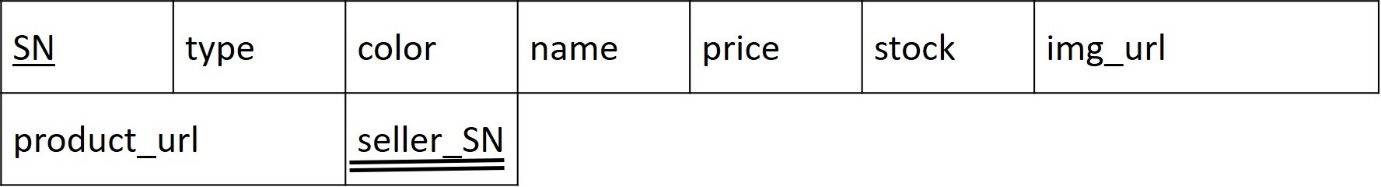 SN type color name price stock img_url
product_url seller_SN